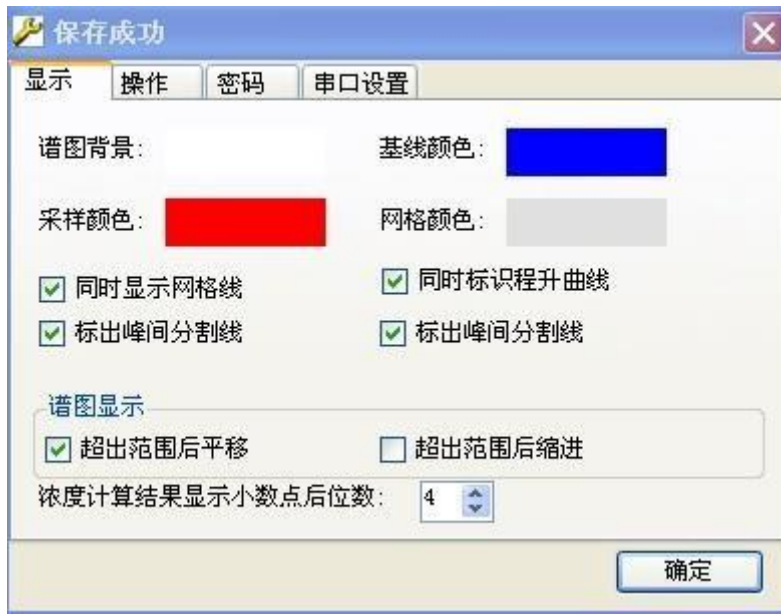 保存成功
显示 操作 密码 串口设置
谱图背景: 基线颜色:
采样颜色: 网格颜色:
同时显示网格线 同时标识程升曲线
标出峰间分割线 标出峰间分割线
谱图显示
超出范围后平移 超出范围后缩进
浓度计算结果显示小数点后位数: 4
确定